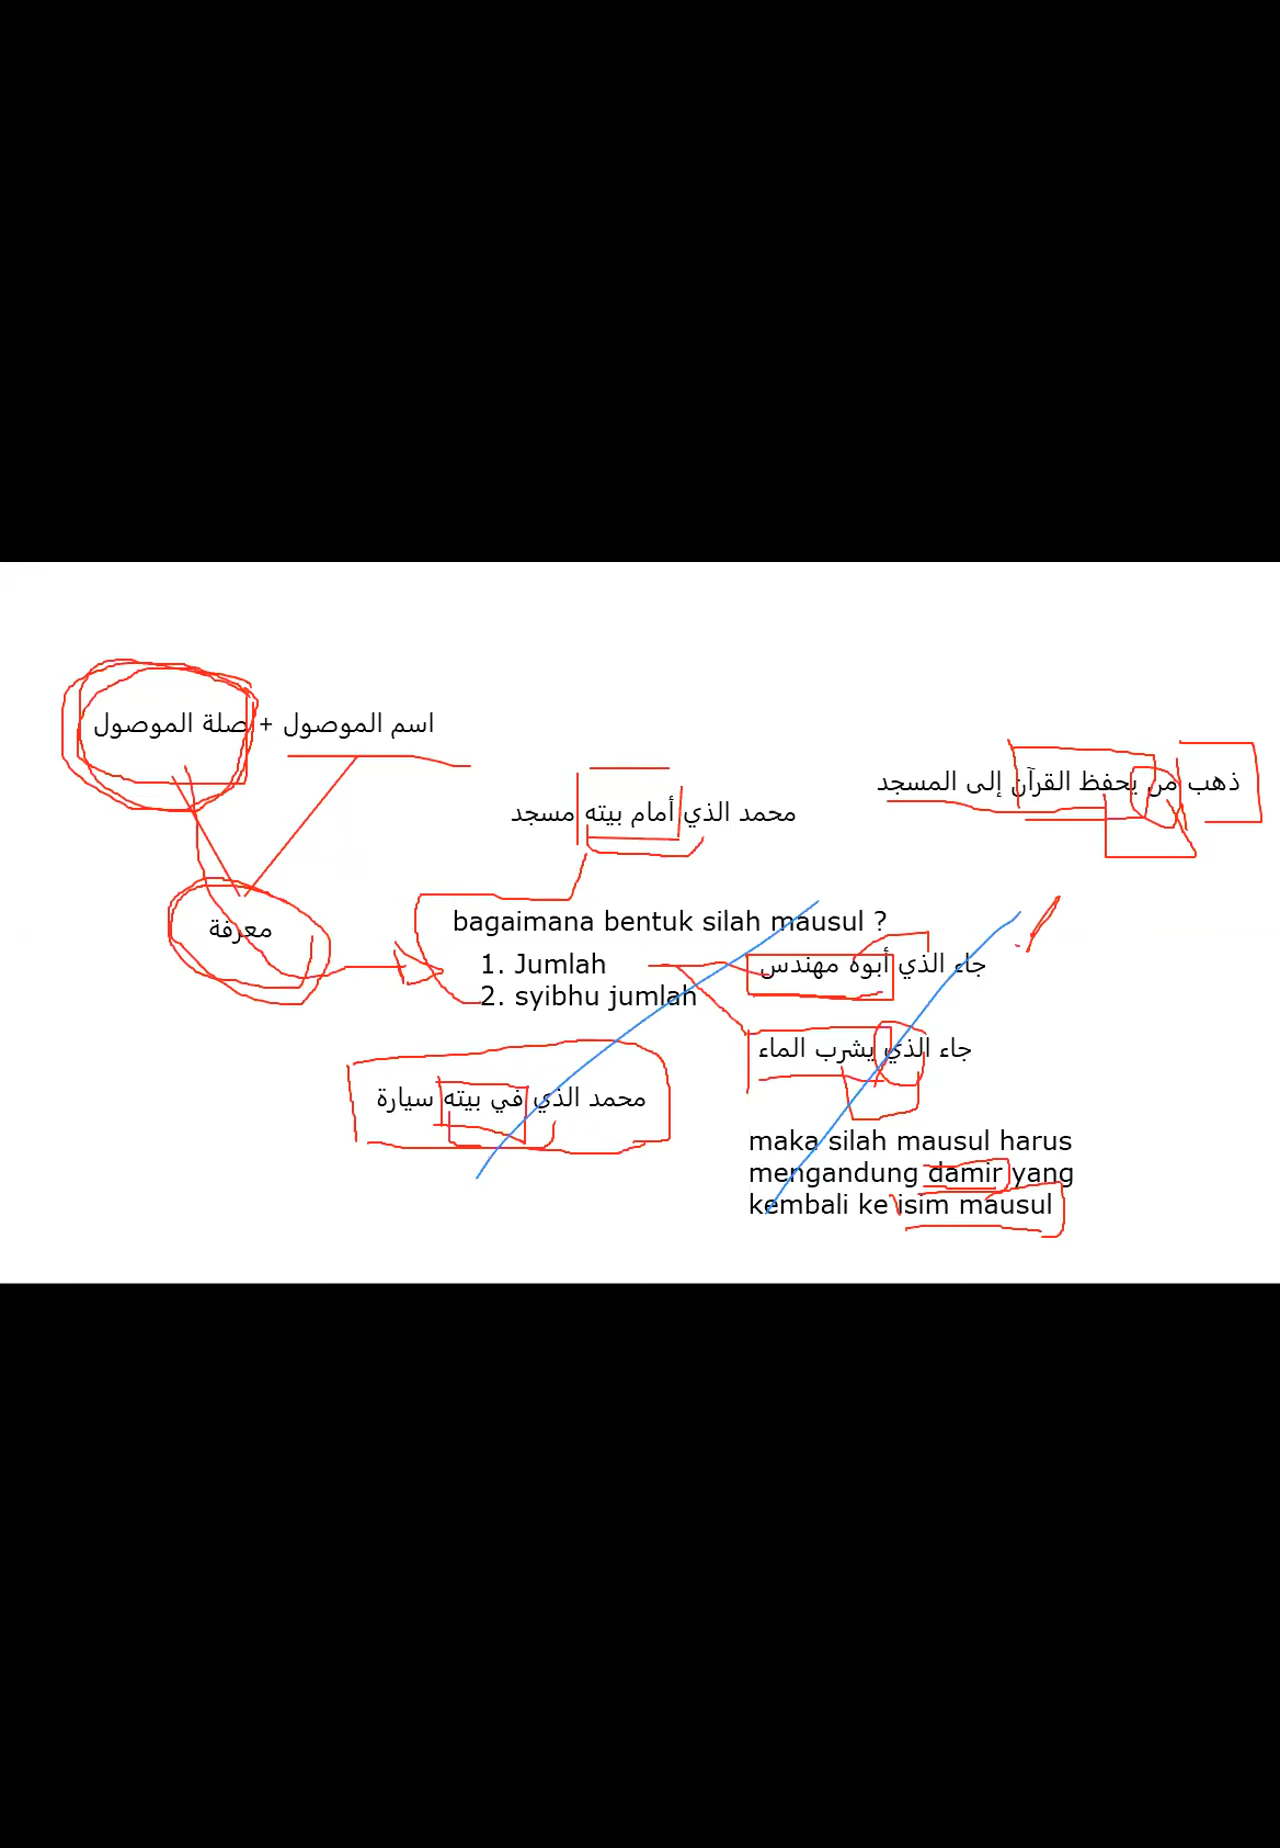 اسم الموصول + صلة الموصول
ذهب من يحفظ القرآن إلى المسجد
محمد الذي أمام بيته مسجد
معرفة
bagaimana bentuk silah mausul ?
1. Jumlah
2. syibhu jumlah
جاء الذي أبوه مهندس
جاء الذي يشرب الماء
محمد الذي في بيته سيارة
maka silah mausul harus
mengandung damir yang
kembali ke isim mausul